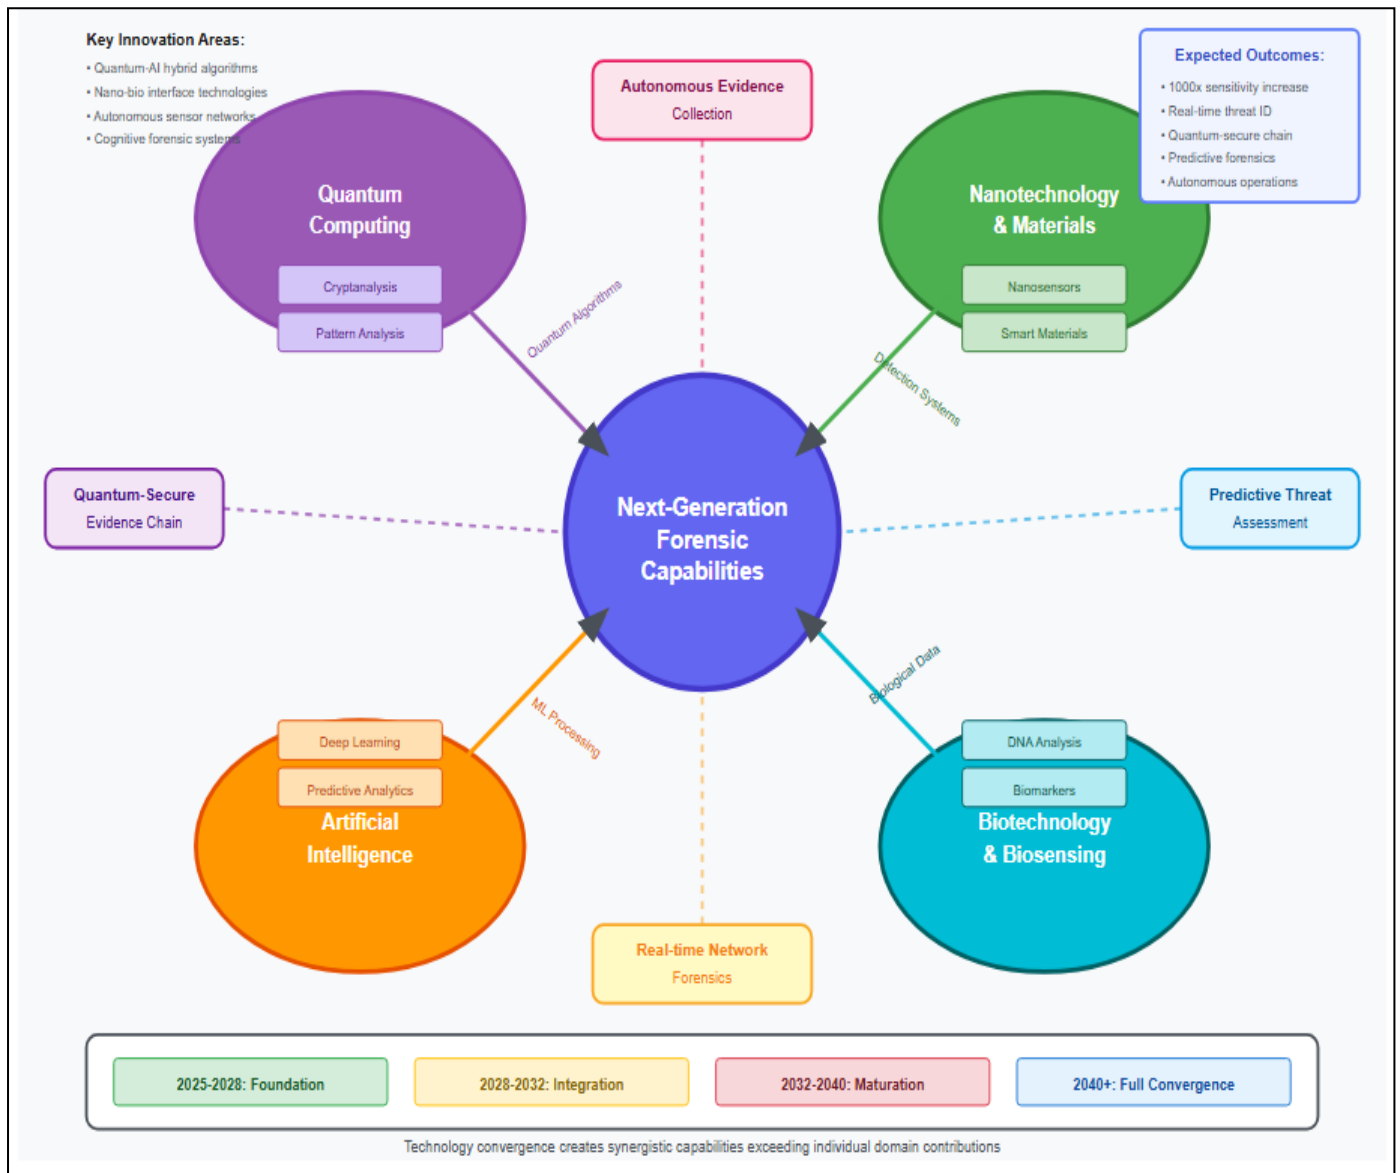 Key Innovation Areas:
• Quantum-AI hybrid algorithms
• Nano-bio interface technologies
• Autonomous sensor networks
• Cognitive forensic systems
Autonomous Evidence
Collection
Expected Outcomes:
• 1000x sensitivity increase
• Real-time threat ID
• Quantum-secure chain
• Predictive forensics
• Autonomous operations
Quantum
Computing
Cryptanalysis
Pattern Analysis
Nanotechnology
& Materials
Nanosensors
Smart Materials
Quantum Algorithms
Detection Systems
Quantum-Secure
Evidence Chain
Next-Generation
Forensic
Capabilities
Predictive Threat
Assessment
ML Processing
Biological Data
Deep Learning
Predictive Analytics
Artificial
Intelligence
DNA Analysis
Biomarkers
Biotechnology
& Biosensing
Real-time Network
Forensics
2025-2028: Foundation
2028-2032: Integration
2032-2040: Maturation
2040+: Full Convergence
Technology convergence creates synergistic capabilities exceeding individual domain contributions